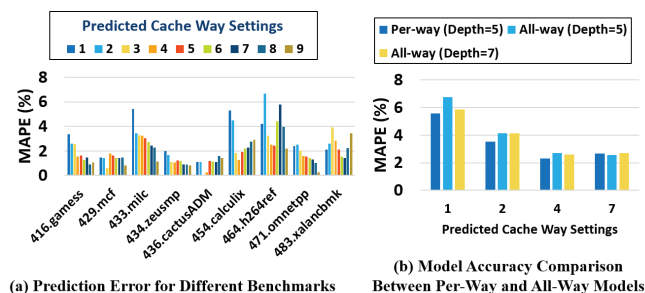 Predicted Cache Way Settings
1 2 3 4 5 6 7 8 9
MAPE (%)
8
6
4
2
0
416.gamess
429.mcf
433.milc
434.zeusmp
436.cactusADM
454.calculix
464.h264ref
471.omnetpp
483.xalancbmk
(a) Prediction Error for Different Benchmarks
Per-way (Depth=5) All-way (Depth=5)
All-way (Depth=7)
MAPE (%)
8
6
4
2
0
1 2 4 7
Predicted Cache Way Settings
(b) Model Accuracy Comparison
Between Per-Way and All-Way Models